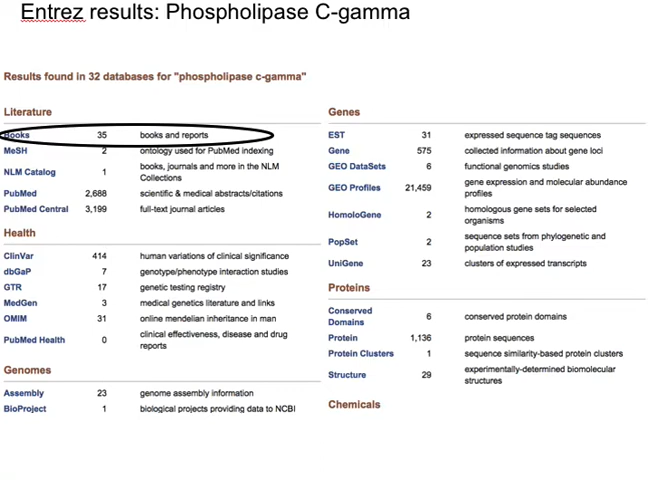 Entrez results: Phospholipase C-gamma
Results found in 32 databases for "phospholipase c-gamma"
Literature
Books 35 books and reports
MeSH 2 ontology used for PubMed indexing
NLM Catalog 1 books, journals and more in the NLM
Collections
PubMed 2,688 scientific & medical abstracts/citations
PubMed Central 3,199 full-text journal articles
Health
ClinVar 414 human variations of clinical significance
dbGaP 7 genotype/phenotype interaction studies
GTR 17 genetic testing registry
MedGen 3 medical genetics literature and links
OMIM 31 online mendelian inheritance in man
PubMed Health 0 clinical effectiveness, disease and drug
reports
Genomes
Assembly 23 genome assembly information
BioProject 1 biological projects providing data to NCBI
Genes
EST 31 expressed sequence tag sequences
Gene 575 collected information about gene loci
GEO DataSets 6 functional genomics studies
GEO Profiles 21,459 gene expression and molecular abundance
profiles
HomoloGene 2 homologous gene sets for selected
organisms
PopSet 2 sequence sets from phylogenetic and
population studies
UniGene 23 clusters of expressed transcripts
Proteins
Conserved
Domains 6 conserved protein domains
Protein 1,136 protein sequences
Protein Clusters 1 sequence similarity-based protein clusters
Structure 29 experimentally-determined biomolecular
structures
Chemicals